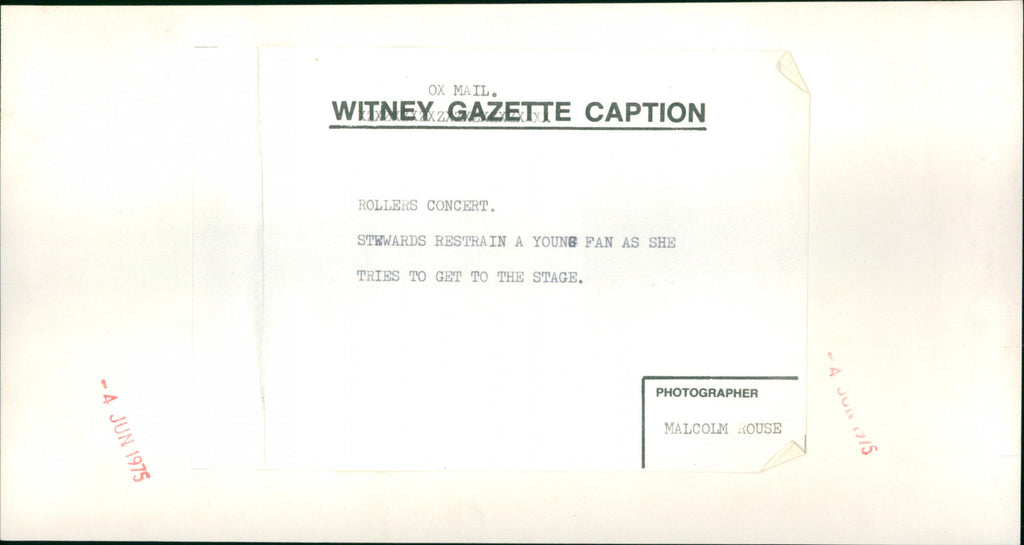 OX MAIL.
WITNEY GAZETTE CAPTION
ROLLERS CONCERT.
STEWARDS RESTRAIN A YOUNG FAN AS SHE
TRIES TO GET TO THE STAGE.
PHOTOGRAPHER
MALCOLM ROUSE
-4 JUN 1975
-4 JUN 1975